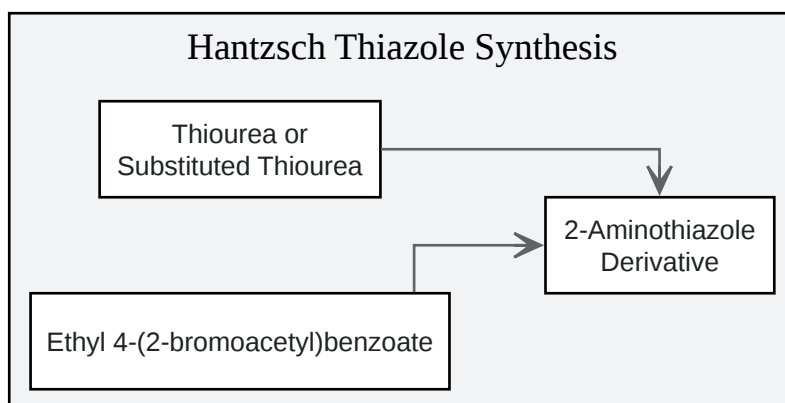 Hantzsch Thiazole Synthesis
Thiourea or
Substituted Thiourea
2-Aminothiazole
Derivative
Ethyl 4-(2-bromoacetyl)benzoate